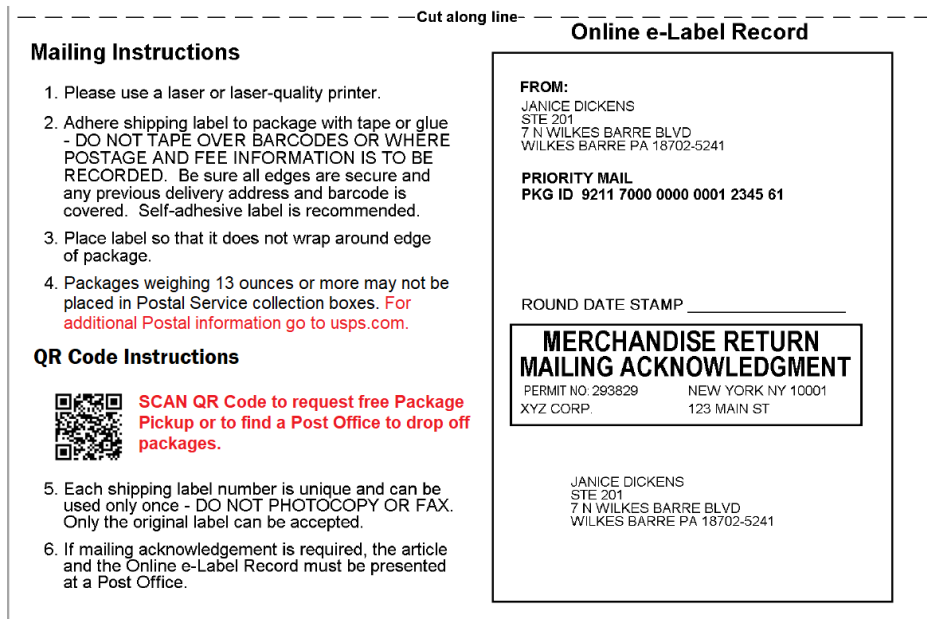 Cut along line
Mailing Instructions
1. Please use a laser or laser-quality printer.
2. Adhere shipping label to package with tape or glue
- DO NOT TAPE OVER BARCODES OR WHERE
POSTAGE AND FEE INFORMATION IS TO BE
RECORDED. Be sure all edges are secure and
any previous delivery address and barcode is
covered. Self-adhesive label is recommended.
3. Place label so that it does not wrap around edge
of package.
4. Packages weighing 13 ounces or more may not be
placed in Postal Service collection boxes. For
additional Postal information go to usps.com.
QR Code Instructions
SCAN QR Code to request free Package
Pickup or to find a Post Office to drop off
packages.
5. Each shipping label number is unique and can be
used only once - DO NOT PHOTOCOPY OR FAX.
Only the original label can be accepted.
6. If mailing acknowledgement is required, the article
and the Online e-Label Record must be presented
at a Post Office.
Online e-Label Record
FROM:
JANICE DICKENS
STE 201
7 N WILKES BARRE BLVD
WILKES BARRE PA 18702-5241
PRIORITY MAIL
PKG ID 9211 7000 0000 0001 2345 61
ROUND DATE STAMP
MERCHANDISE RETURN
MAILING ACKNOWLEDGMENT
PERMIT NO: 293829 NEW YORK NY 10001
XYZ CORP. 123 MAIN ST
JANICE DICKENS
STE 201
7 N WILKES BARRE BLVD
WILKES BARRE PA 18702-5241